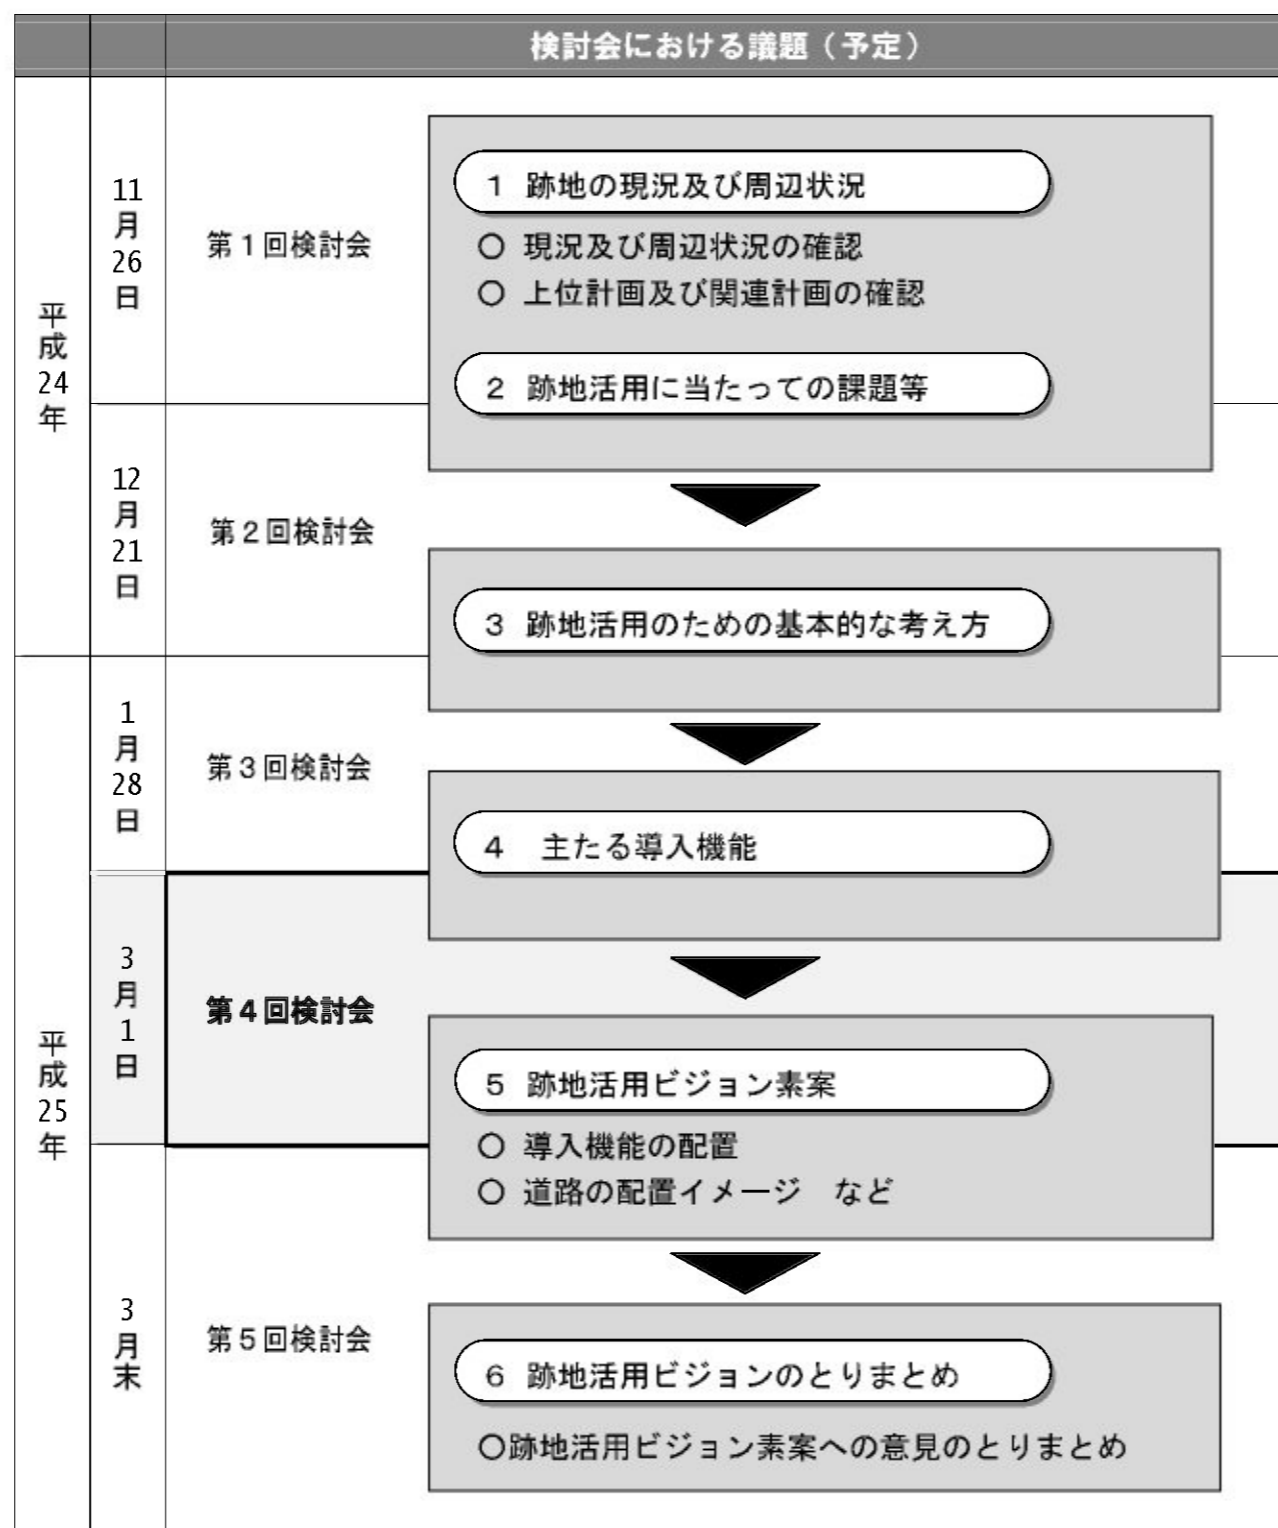 検討会における議題（予定）
平成24年
11月26日
第１回検討会
１ 跡地の現況及び周辺状況
○ 現況及び周辺状況の確認
○ 上位計画及び関連計画の確認
２ 跡地活用に当たっての課題等
12月21日
第２回検討会
３ 跡地活用のための基本的な考え方
平成25年
1月28日
第３回検討会
４ 主たる導入機能
3月1日
第４回検討会
５ 跡地活用ビジョン素案
○ 導入機能の配置
○ 道路の配置イメージ　など
3月末
第５回検討会
６ 跡地活用ビジョンのとりまとめ
○跡地活用ビジョン素案への意見のとりまとめ